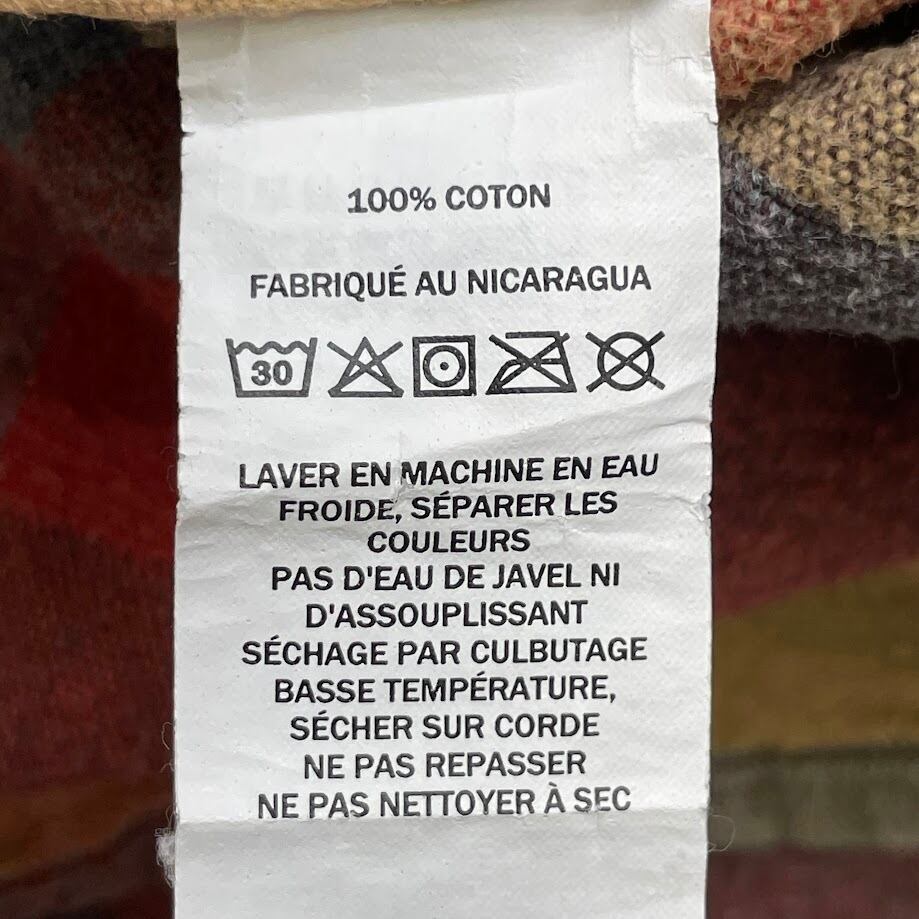 100% COTON
FABRIQUÉ AU NICARAGUA
30
LAVER EN MACHINE EN EAU
FROIDE, SÉPARER LES
COULEURS
PAS D'EAU DE JAVEL NI
D'ASSOUPLISSANT
SÉCHAGE PAR CULBUTAGE
BASSE TEMPÉRATURE,
SÉCHER SUR CORDE
NE PAS REPASSER
NE PAS NETTOYER À SEC